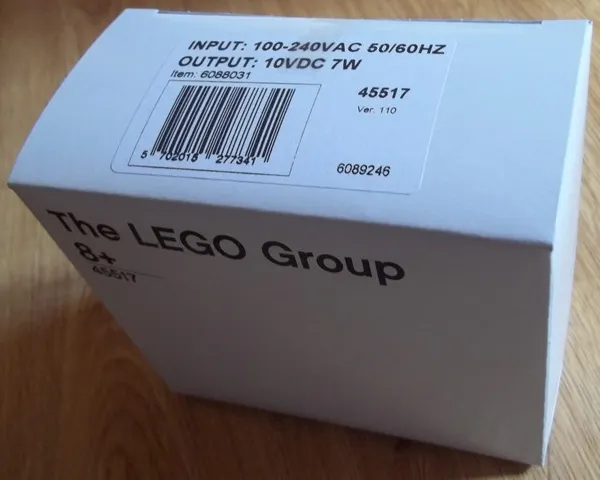 INPUT: 100-240VAC 50/60HZ
OUTPUT: 10VDC 7W
Item: 6088031
45517
Ver. 110
5 702015 277341
6089246
The LEGO Group
8+
45517